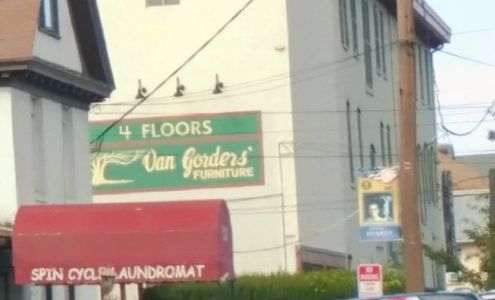 4 FLOORS
Van Gorders'
FURNITURE
SPIN CYCLE LAUNDROMAT